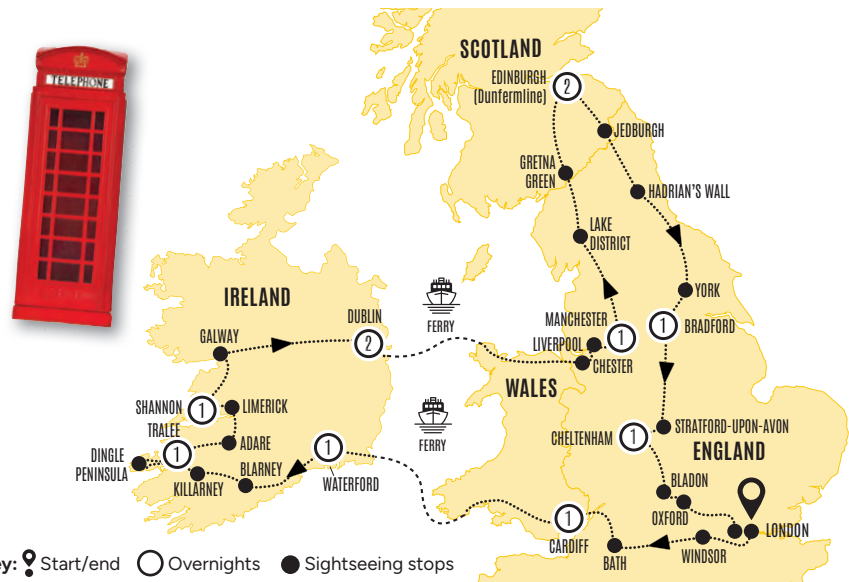 TELEPHONE
SCOTLAND
EDINBURGH
(Dunfermline)
2
JEDBURGH
GRETNA
GREEN
HADRIAN'S WALL
LAKE
DISTRICT
YORK
IRELAND
DUBLIN
2
FERRY
MANCHESTER
1
LIVERPOOL
CHESTER
1
BRADFORD
GALWAY
WALES
SHANNON
1
LIMERICK
TRALEE
1
ADARE
DINGLE
PENINSULA
KILLARNEY
BLARNEY
1
WATERFORD
FERRY
CHELTENHAM
1
STRATFORD-UPON-AVON
ENGLAND
BLADON
OXFORD
LONDON
1
CARDIFF
BATH
WINDSOR
ey: Start/end Overnights Sightseeing stops